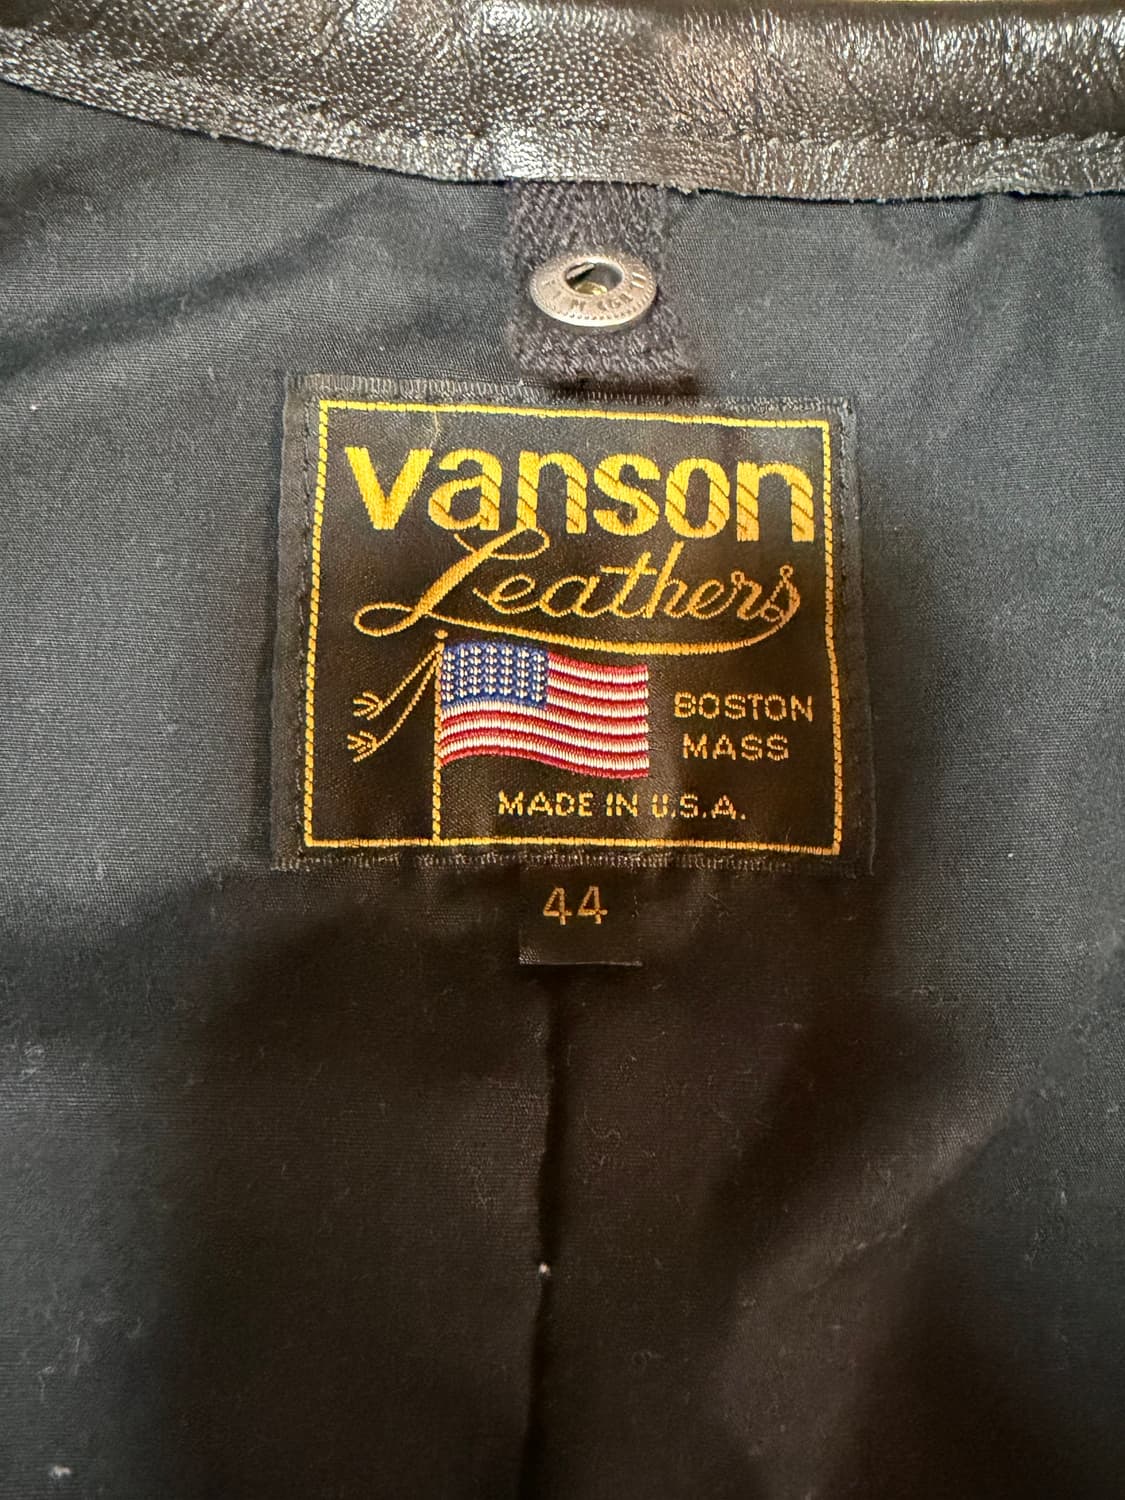 vanson
Leathers
BOSTON
MASS
MADE IN U.S.A.
44